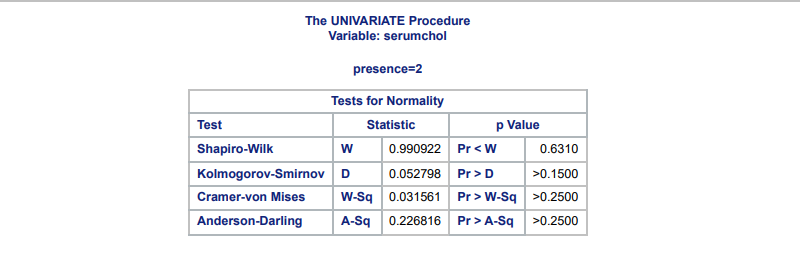 The UNIVARIATE Procedure
Variable: serumchol
presence=2
Tests for Normality
Test Statistic p Value
Shapiro-Wilk W 0.990922 Pr < W 0.6310
Kolmogorov-Smirnov D 0.052798 Pr > D >0.1500
Cramer-von Mises W-Sq 0.031561 Pr > W-Sq >0.2500
Anderson-Darling A-Sq 0.226816 Pr > A-Sq >0.2500